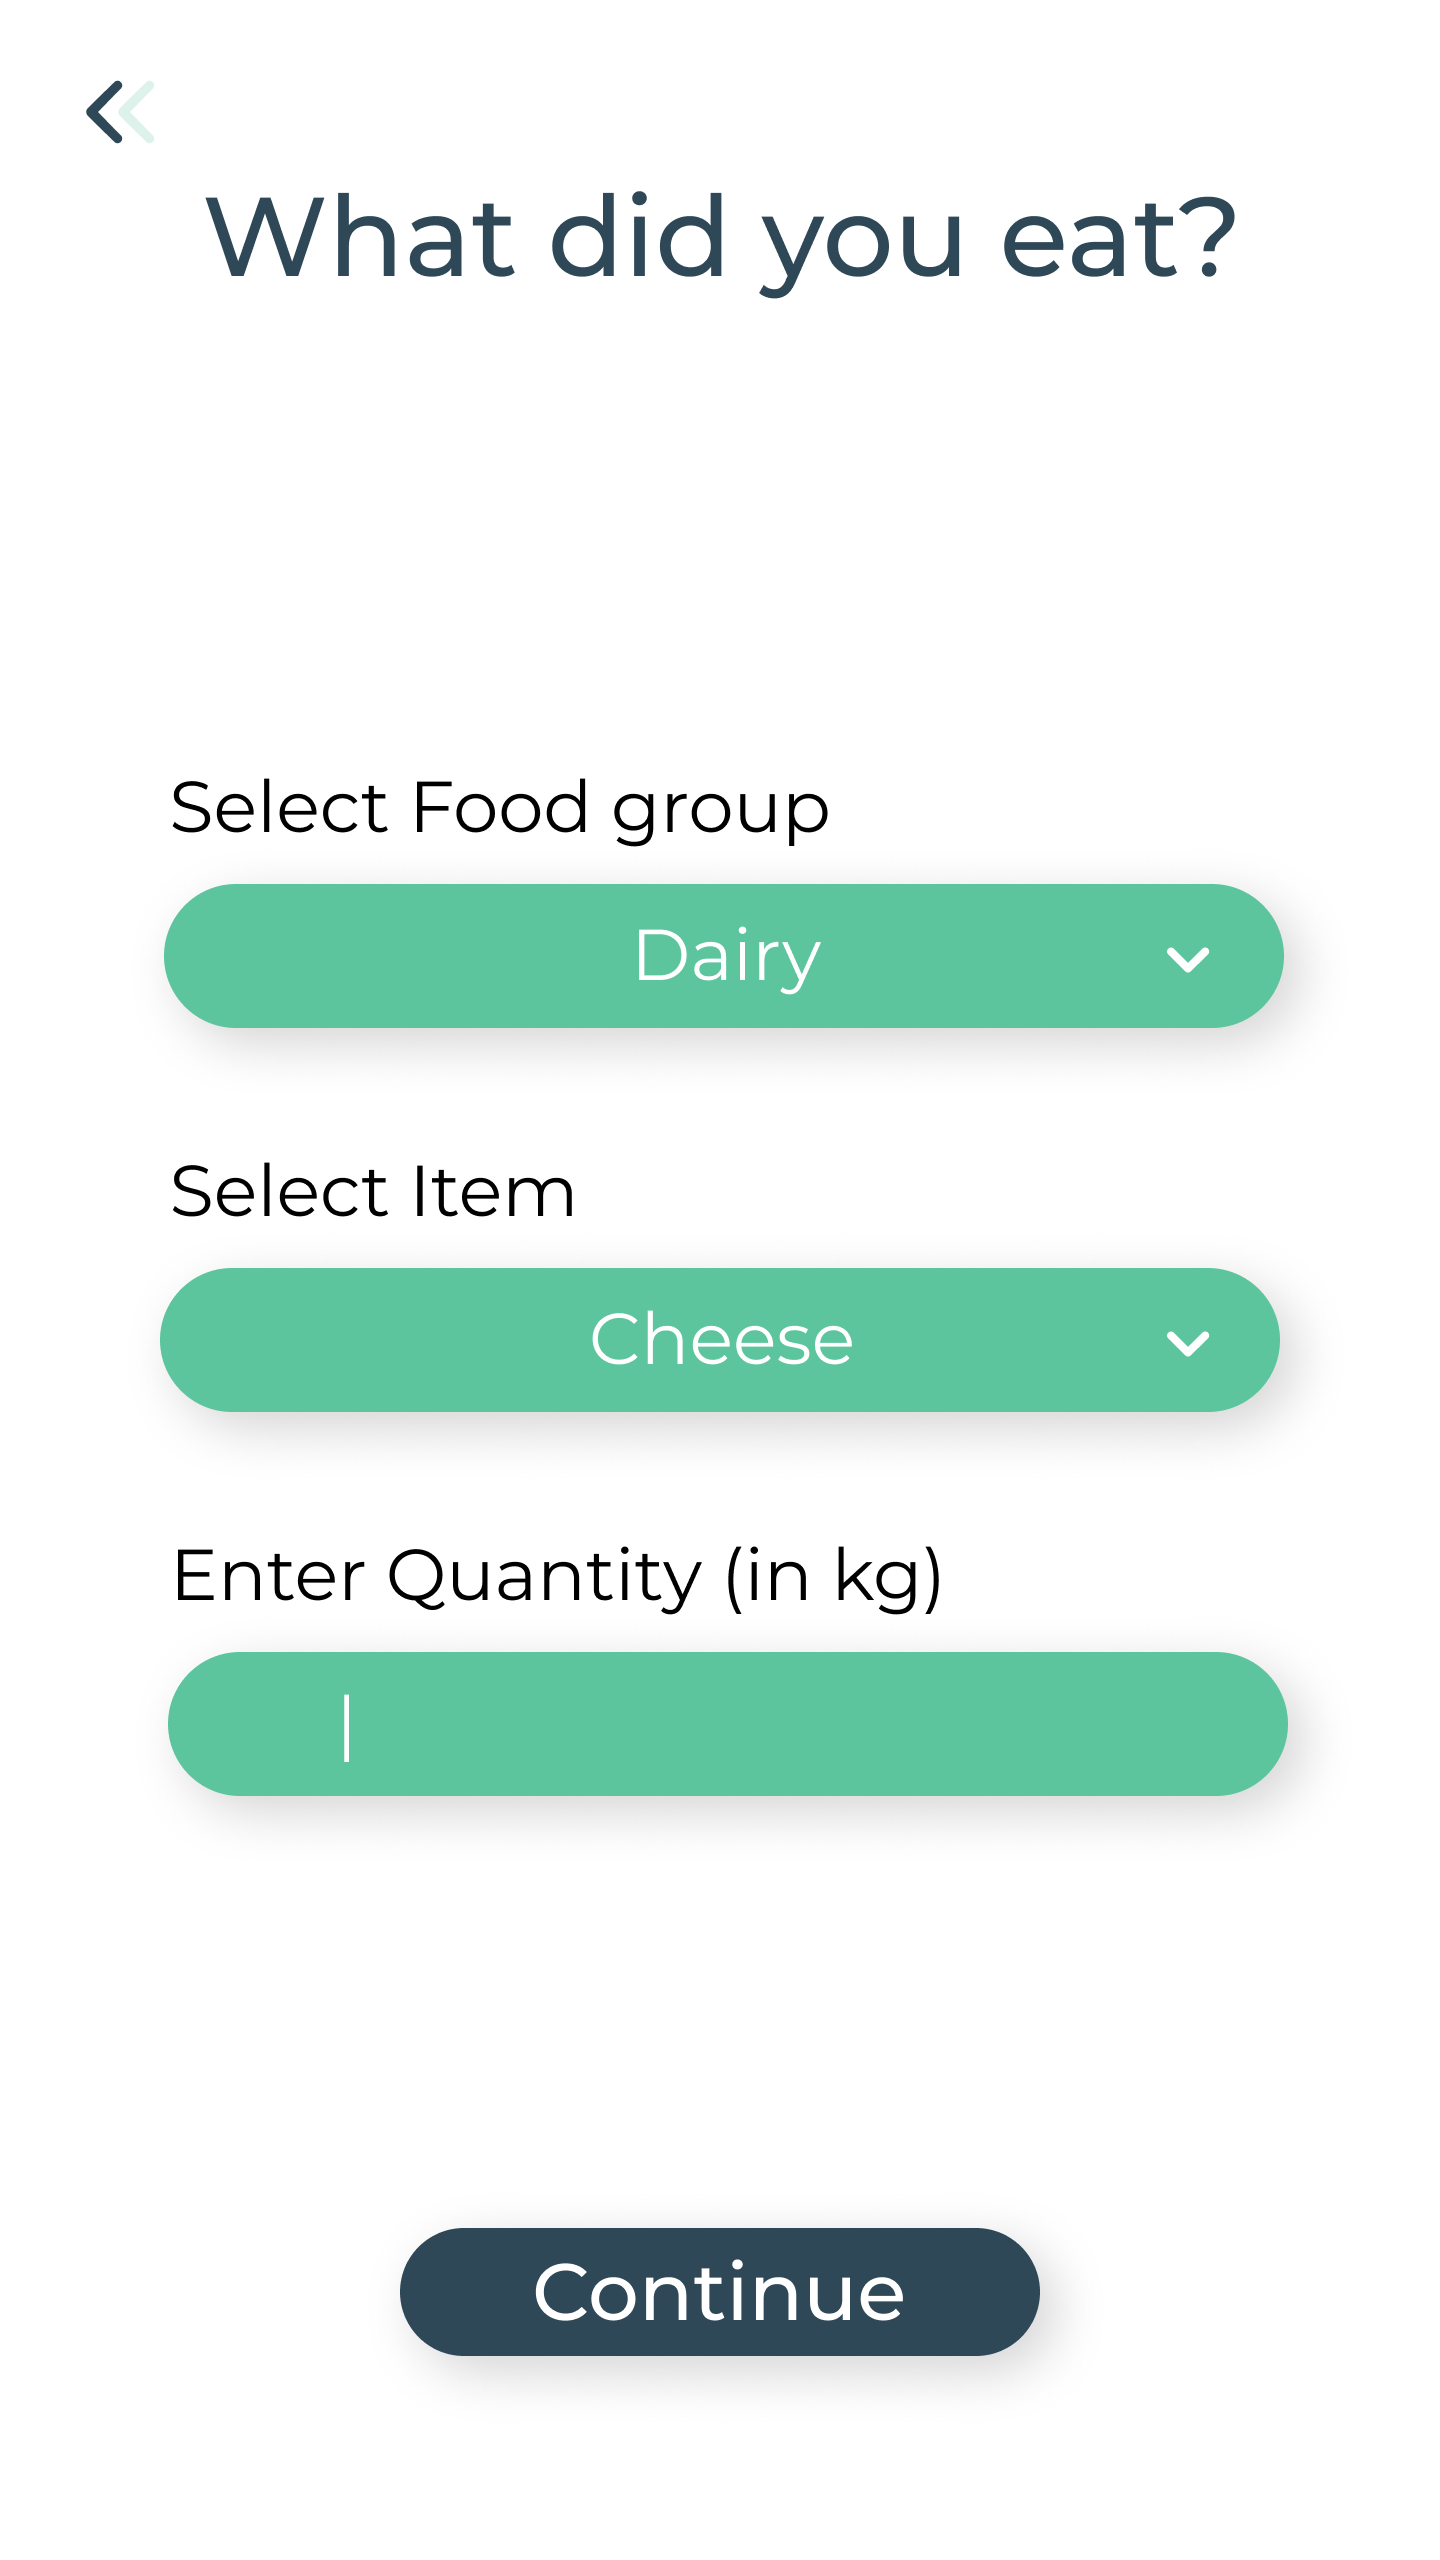 What did you eat?
Select Food group
Dairy
Select Item
Cheese
Enter Quantity (in kg)
Continue